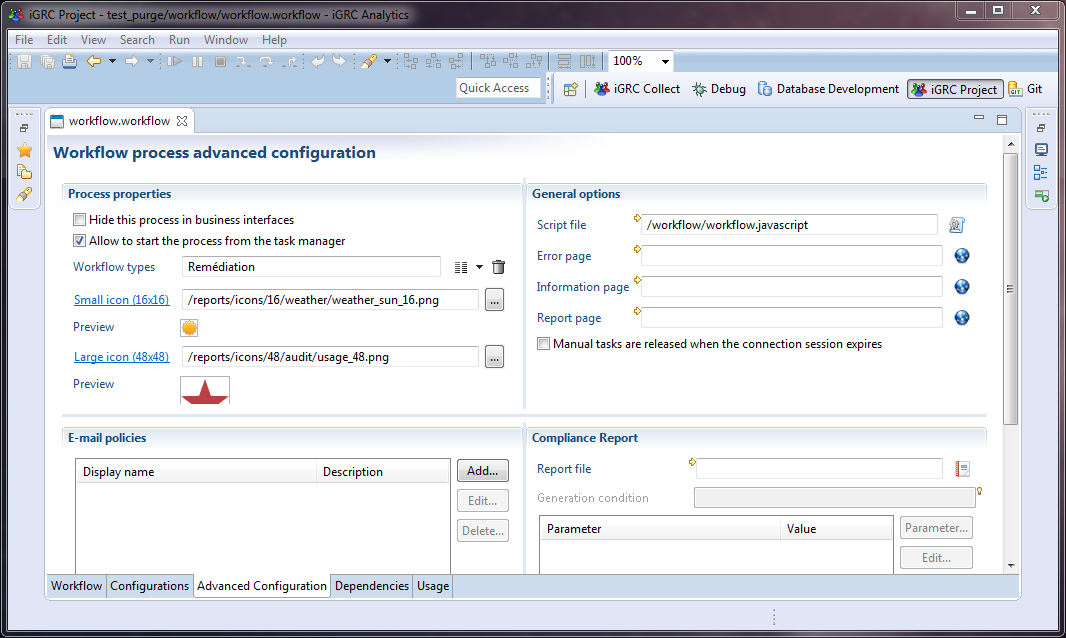 iGRC Project - test_purge/workflow/workflow.workflow - iGRC Analytics
File Edit View Search Run Window Help
100%
Quick Access
iGRC Collect Debug Database Development iGRC Project GIT Git
workflow.workflow
Workflow process advanced configuration
Process properties
Hide this process in business interfaces
Allow to start the process from the task manager
Workflow types Remédiation
Small icon (16x16) /reports/icons/16/weather/weather_sun_16.png ...
Preview
Large icon (48x48) /reports/icons/48/audit/usage_48.png ...
Preview
General options
Script file /workflow/workflow.javascript
Error page
Information page
Report page
Manual tasks are released when the connection session expires
E-mail policies
Display name Description
Add...
Edit...
Delete...
Compliance Report
Report file
Generation condition
Parameter Value
Parameter...
Edit...
Workflow Configurations Advanced Configuration Dependencies Usage